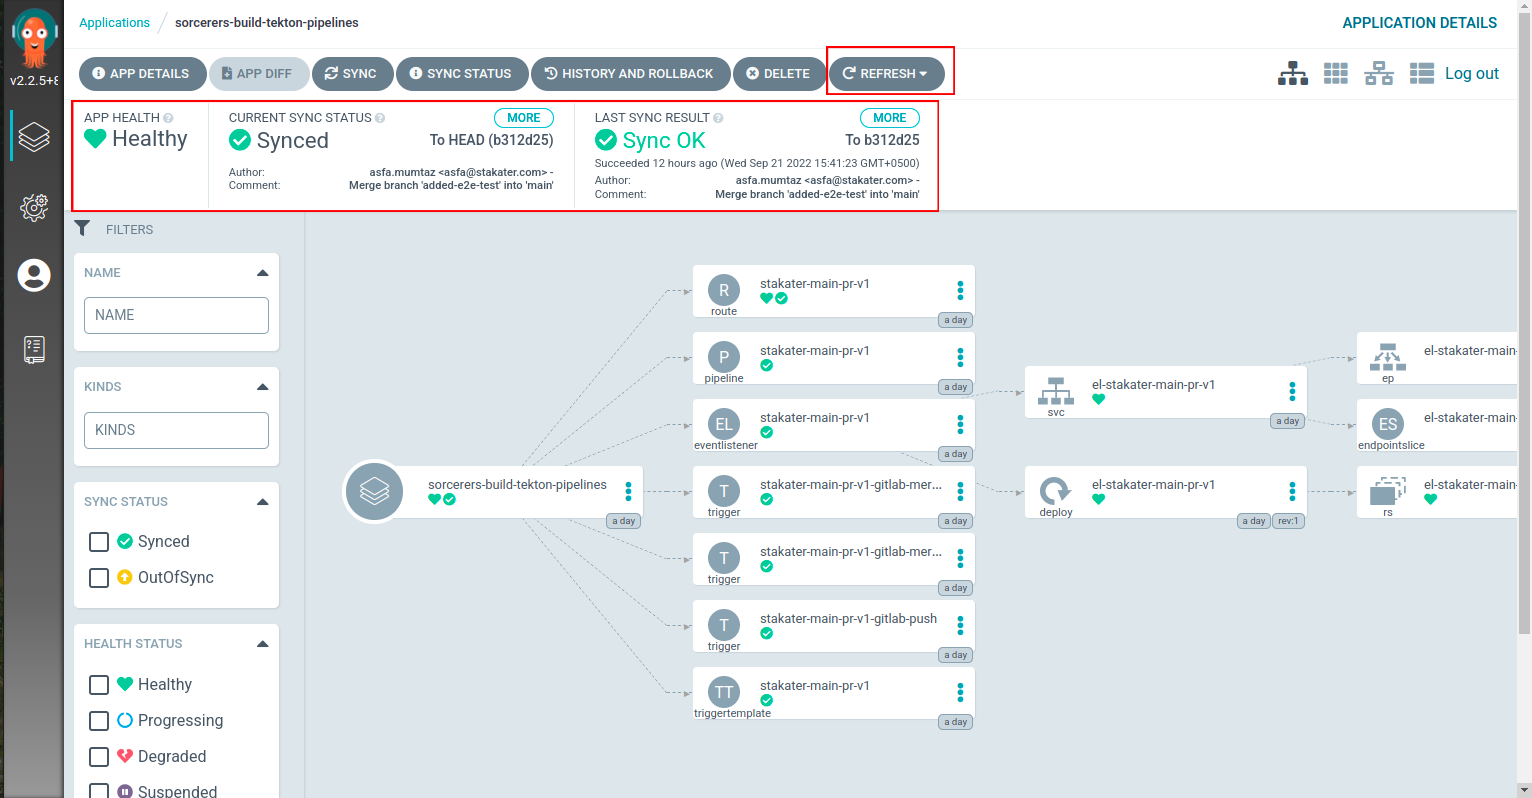 Applications / sorcerers-build-tekton-pipelines
APPLICATION DETAILS
v2.2.5+8
APP DETAILS
APP DIFF
SYNC
SYNC STATUS
HISTORY AND ROLLBACK
DELETE
REFRESH
Log out
APP HEALTH
Healthy
CURRENT SYNC STATUS
MORE
Synced
To HEAD (b312d25)
Author: asfa.mumtaz <asfa@stakater.com> -
Comment: Merge branch 'added-e2e-test' into 'main'
LAST SYNC RESULT
MORE
Sync OK
To b312d25
Succeeded 12 hours ago (Wed Sep 21 2022 15:41:23 GMT+0500)
Author: asfa.mumtaz <asfa@stakater.com> -
Comment: Merge branch 'added-e2e-test' into 'main'
FILTERS
NAME
NAME
KINDS
KINDS
SYNC STATUS
Synced
OutOfSync
HEALTH STATUS
Healthy
Progressing
Degraded
Suspended
sorcerers-build-tekton-pipelines
a day
R
route
stakater-main-pr-v1
a day
P
pipeline
stakater-main-pr-v1
a day
EL
eventlistener
stakater-main-pr-v1
a day
T
trigger
stakater-main-pr-v1-gitlab-mer...
a day
T
trigger
stakater-main-pr-v1-gitlab-mer...
a day
T
trigger
stakater-main-pr-v1-gitlab-push
a day
TT
triggertemplate
stakater-main-pr-v1
a day
svc
el-stakater-main-pr-v1
a day
deploy
el-stakater-main-pr-v1
a day
rev:1
ep
el-stakater-main-
ES
endpointslice
el-stakater-main-
rs
el-stakater-main-